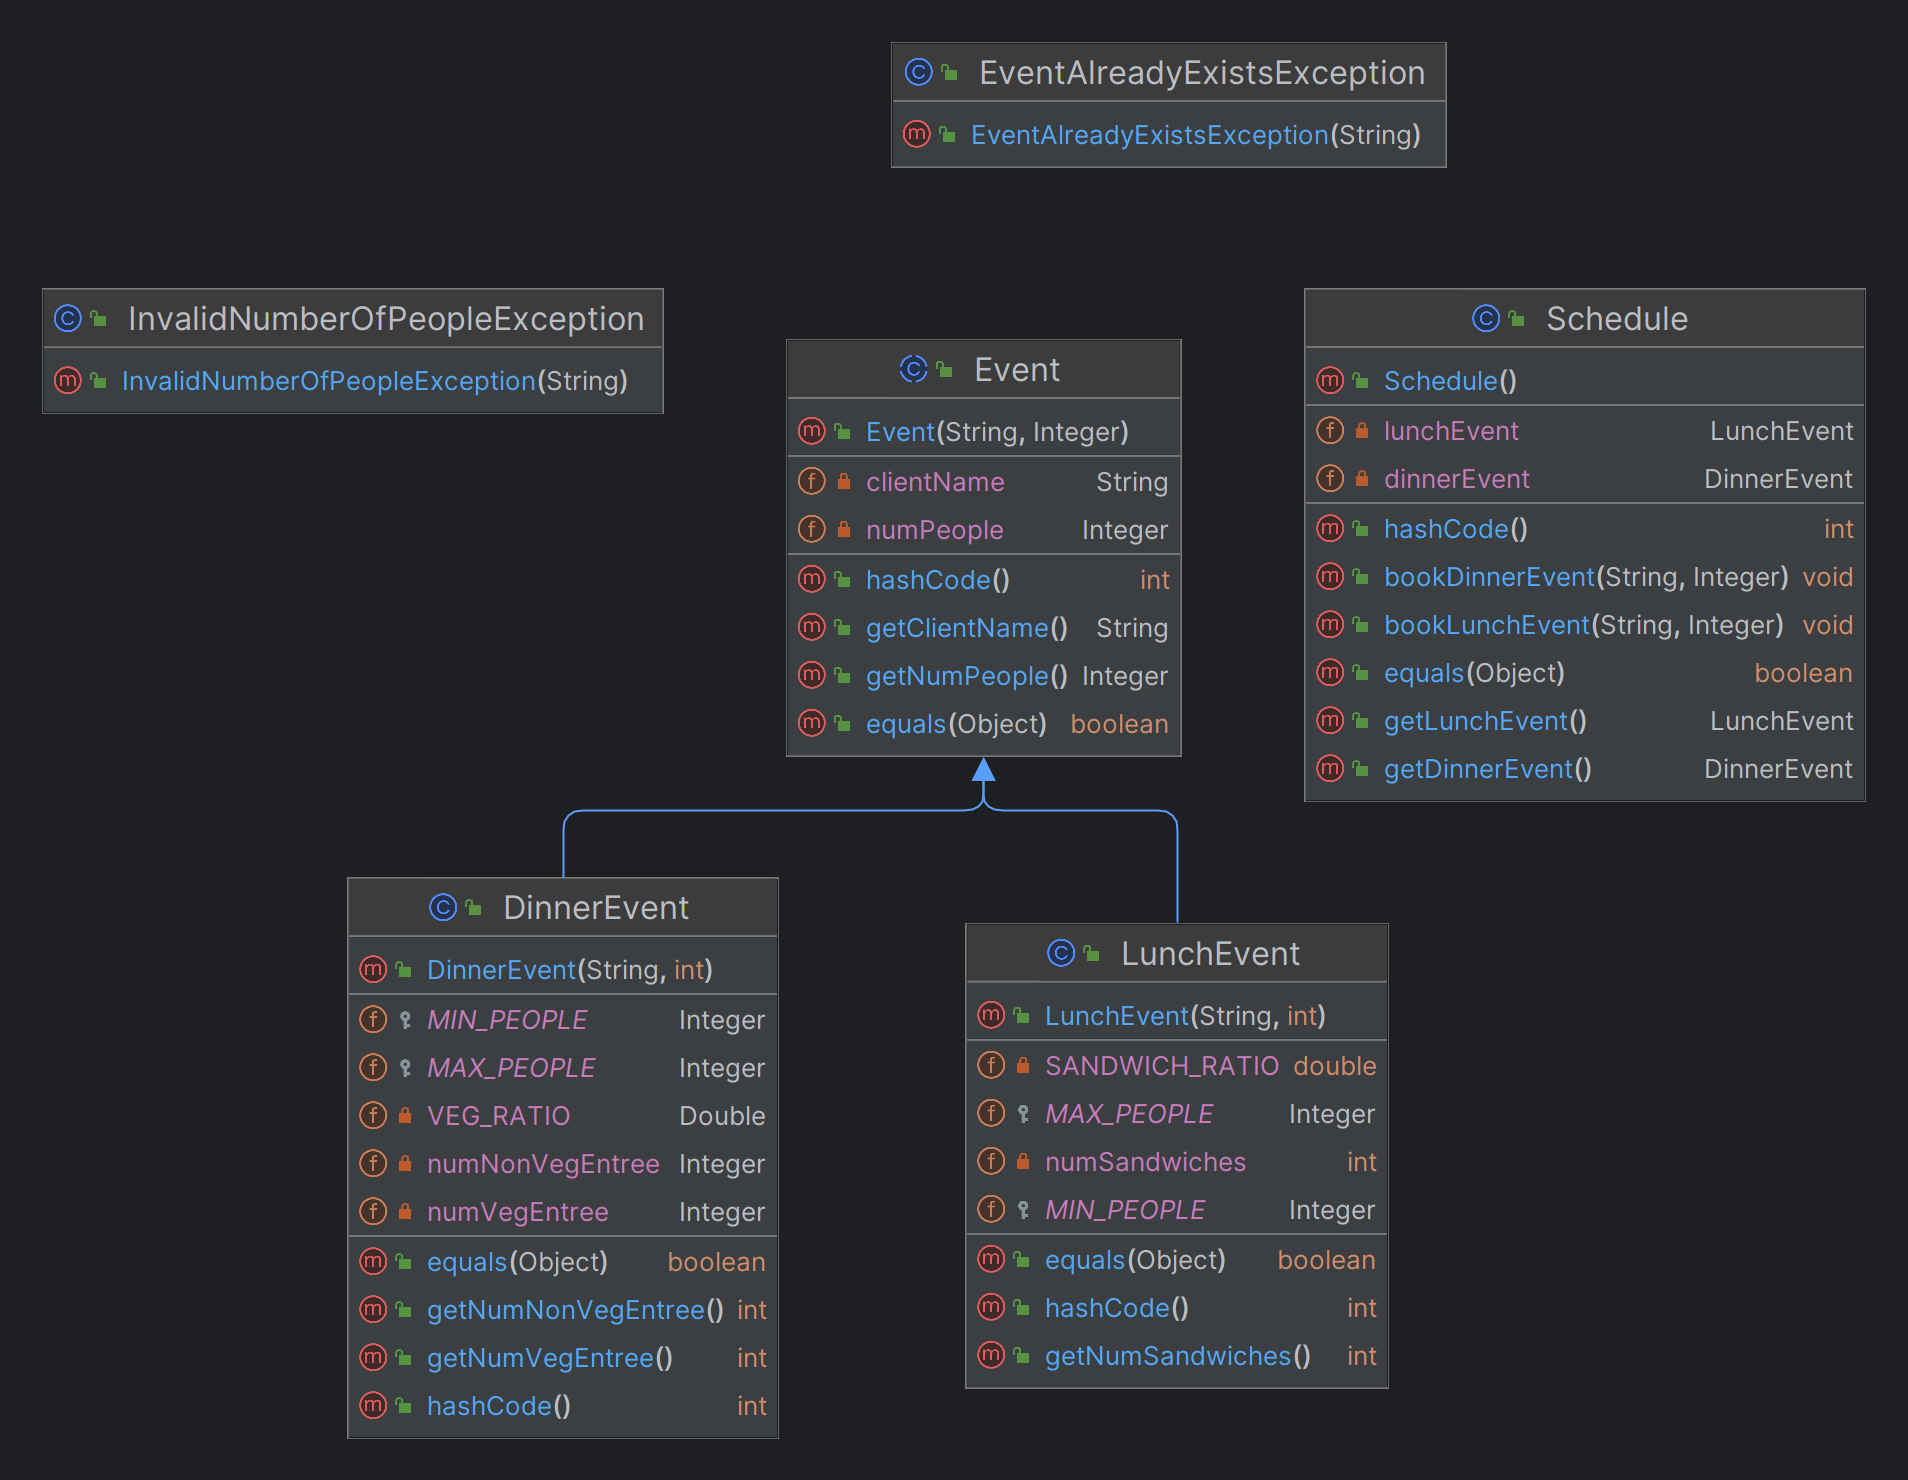 EventAlreadyExistsException
EventAlreadyExistsException(String)
InvalidNumberOfPeopleException
InvalidNumberOfPeopleException(String)
Event
Event(String, Integer)
clientName String
numPeople Integer
hashCode() int
getClientName() String
getNumPeople() Integer
equals(Object) boolean
Schedule
Schedule()
lunchEvent LunchEvent
dinnerEvent DinnerEvent
hashCode() int
bookDinnerEvent(String, Integer) void
bookLunchEvent(String, Integer) void
equals(Object) boolean
getLunchEvent() LunchEvent
getDinnerEvent() DinnerEvent
DinnerEvent
DinnerEvent(String, int)
MIN_PEOPLE Integer
MAX_PEOPLE Integer
VEG_RATIO Double
numNonVegEntree Integer
numVegEntree Integer
equals(Object) boolean
getNumNonVegEntree() int
getNumVegEntree() int
hashCode() int
LunchEvent
LunchEvent(String, int)
SANDWICH_RATIO double
MAX_PEOPLE Integer
numSandwiches int
MIN_PEOPLE Integer
equals(Object) boolean
hashCode() int
getNumSandwiches() int